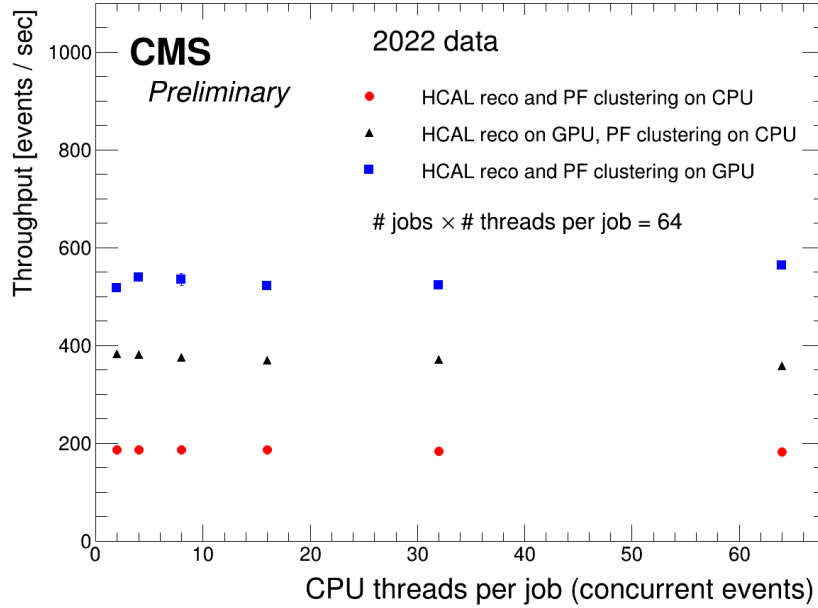 CMS
Preliminary
2022 data
HCAL reco and PF clustering on CPU
HCAL reco on GPU, PF clustering on CPU
HCAL reco and PF clustering on GPU
# jobs × # threads per job = 64
Throughput [events / sec]
1000
800
600
400
200
0
0 10 20 30 40 50 60
CPU threads per job (concurrent events)